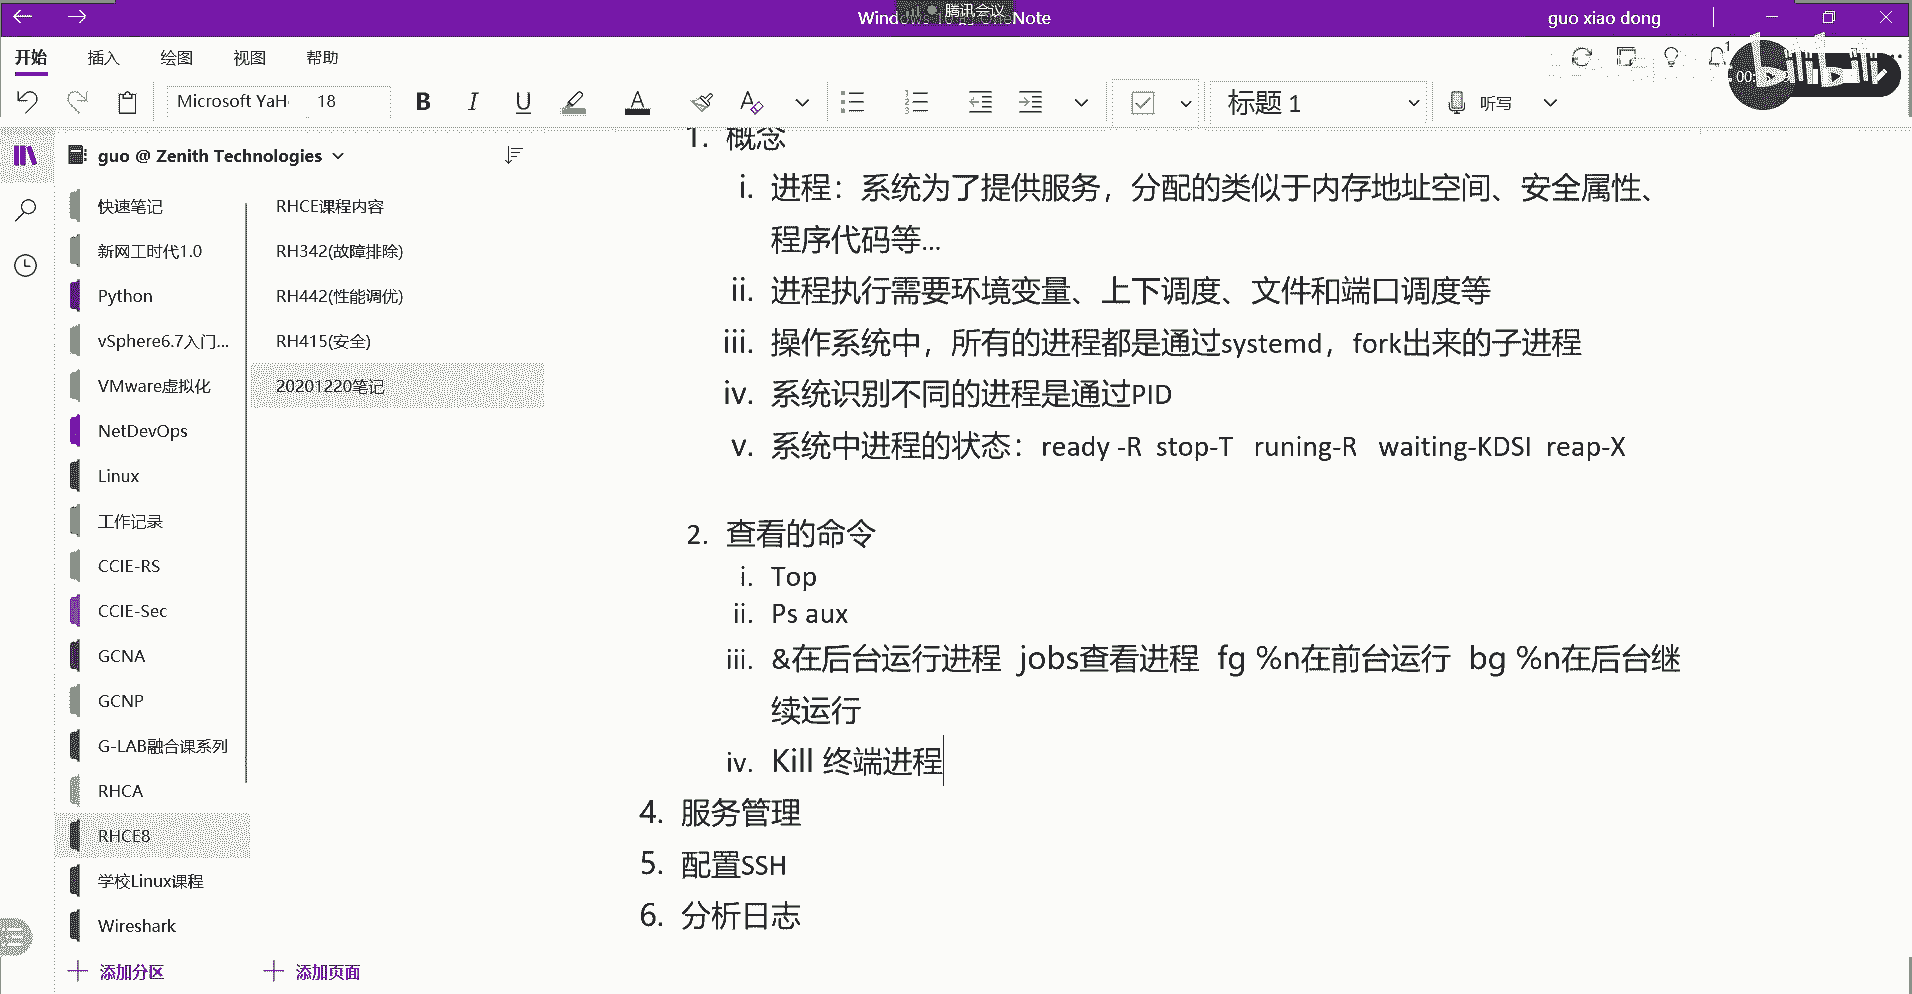 腾讯会议
guo xiao dong
开始 插入 绘图 视图 帮助
Microsoft YaH 18 B I U A 标题 1 听写
guo @ Zenith Technologies
快速笔记
新网工时代1.0
Python
vSphere6.7入门...
VMware虚拟化
NetDevOps
Linux
工作记录
CCIE-RS
CCIE-Sec
GCNA
GCNP
G-LAB融合课系列
RHCA
RHCE8
学校Linux课程
Wireshark
添加分区
RHCE课程内容
RH342(故障排除)
RH442(性能调优)
RH415(安全)
20201220笔记
添加页面
1. 概念
i. 进程：系统为了提供服务，分配的类似于内存地址空间、安全属性、
程序代码等...
ii. 进程执行需要环境变量、上下调度、文件和端口调度等
iii. 操作系统中，所有的进程都是通过systemd，fork出来的子进程
iv. 系统识别不同的进程是通过PID
v. 系统中进程的状态：ready -R stop-T runing-R waiting-KDSI reap-X
2. 查看的命令
i. Top
ii. Ps aux
iii. &在后台运行进程 jobs查看进程 fg %n在前台运行 bg %n在后台继
续运行
iv. Kill 终端进程
4. 服务管理
5. 配置SSH
6. 分析日志
bilibili